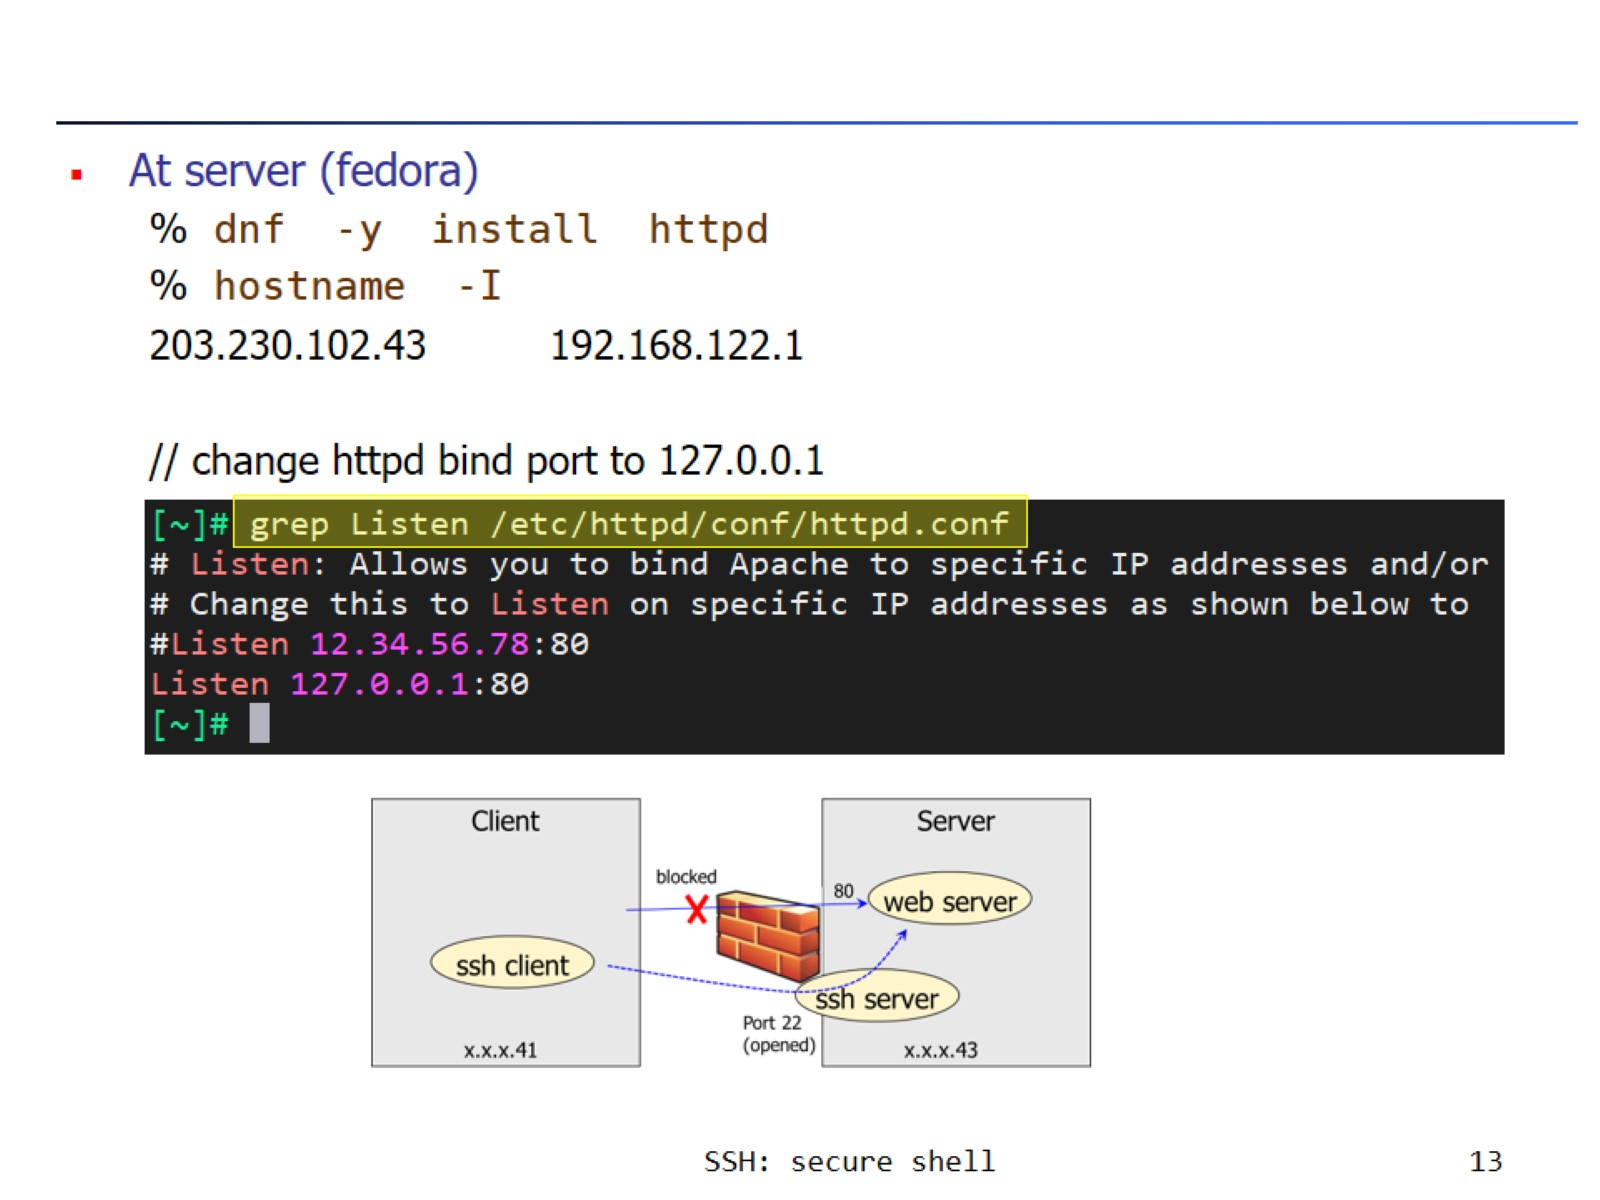 At server (fedora)
% dnf -y install httpd
% hostname -I
203.230.102.43 192.168.122.1
// change httpd bind port to 127.0.0.1
[~]# grep Listen /etc/httpd/conf/httpd.conf
# Listen: Allows you to bind Apache to specific IP addresses and/or
# Change this to Listen on specific IP addresses as shown below to
#Listen 12.34.56.78:80
Listen 127.0.0.1:80
[~]#
Client
Server
blocked
X
80
web server
ssh client
ssh server
Port 22
(opened)
x.x.x.41
x.x.x.43
SSH: secure shell
13